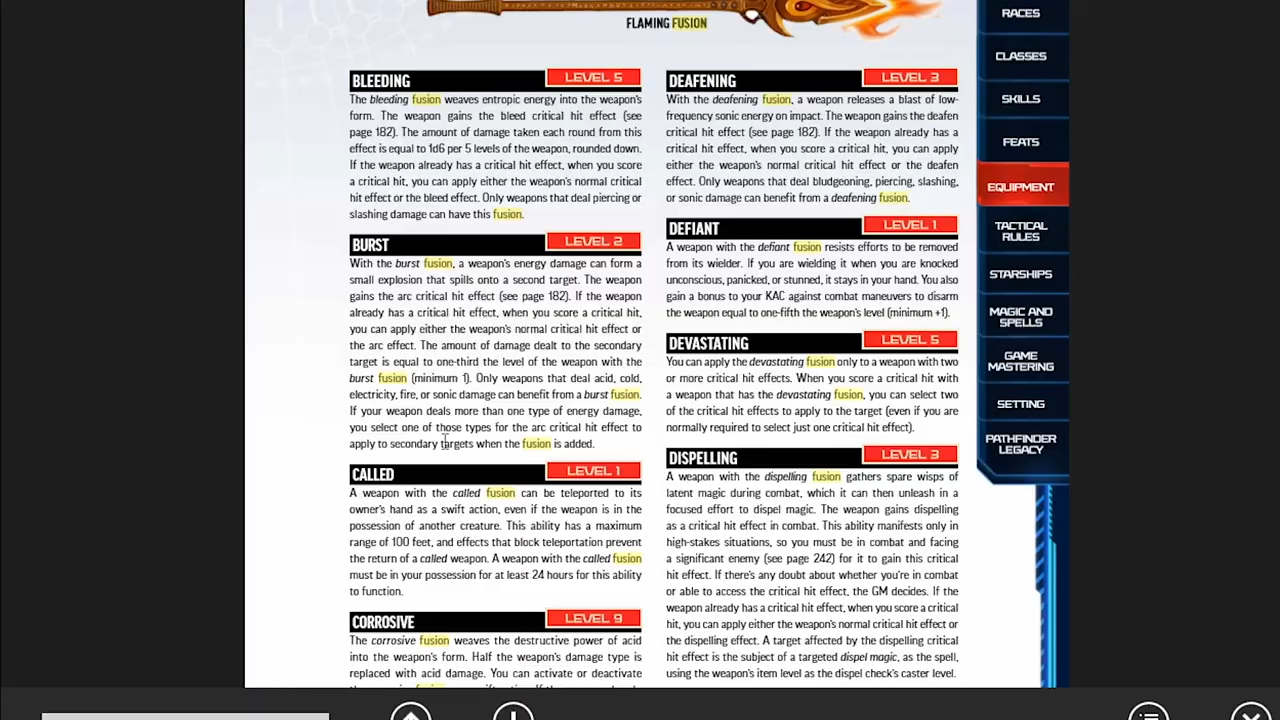 FLAMING FUSION
BLEEDING LEVEL 5
The bleeding fusion weaves entropic energy into the weapon's
form. The weapon gains the bleed critical hit effect (see
page 182). The amount of damage taken each round from this
effect is equal to 1d6 per 5 levels of the weapon, rounded down.
If the weapon already has a critical hit effect, when you score
a critical hit, you can apply either the weapon's normal critical
hit effect or the bleed effect. Only weapons that deal piercing or
slashing damage can have this fusion.
BURST LEVEL 2
With the burst fusion, a weapon's energy damage can form a
small explosion that spills onto a second target. The weapon
gains the arc critical hit effect (see page 182). If the weapon
already has a critical hit effect, when you score a critical hit,
you can apply either the weapon's normal critical hit effect or
the arc effect. The amount of damage dealt to the secondary
target is equal to one-third the level of the weapon with the
burst fusion (minimum 1). Only weapons that deal acid, cold,
electricity, fire, or sonic damage can benefit from a burst fusion.
If your weapon deals more than one type of energy damage,
you select one of those types for the arc critical hit effect to
apply to secondary targets when the fusion is added.
CALLED LEVEL 1
A weapon with the called fusion can be teleported to its
owner's hand as a swift action, even if the weapon is in the
possession of another creature. This ability has a maximum
range of 100 feet, and effects that block teleportation prevent
the return of a called weapon. A weapon with the called fusion
must be in your possession for at least 24 hours for this ability
to function.
CORROSIVE LEVEL 9
The corrosive fusion weaves the destructive power of acid
into the weapon's form. Half the weapon's damage type is
replaced with acid damage. You can activate or deactivate
DEAFENING LEVEL 3
With the deafening fusion, a weapon releases a blast of low-
frequency sonic energy on impact. The weapon gains the deafen
critical hit effect (see page 182). If the weapon already has a
critical hit effect, when you score a critical hit, you can apply
either the weapon's normal critical hit effect or the deafen
effect. Only weapons that deal bludgeoning, piercing, slashing,
or sonic damage can benefit from a deafening fusion.
DEFIANT LEVEL 1
A weapon with the defiant fusion resists efforts to be removed
from its wielder. If you are wielding it when you are knocked
unconscious, panicked, or stunned, it stays in your hand. You also
gain a bonus to your KAC against combat maneuvers to disarm
the weapon equal to one-fifth the weapon's level (minimum +1).
DEVASTATING LEVEL 5
You can apply the devastating fusion only to a weapon with two
or more critical hit effects. When you score a critical hit with
a weapon that has the devastating fusion, you can select two
of the critical hit effects to apply to the target (even if you are
normally required to select just one critical hit effect).
DISPELLING LEVEL 3
A weapon with the dispelling fusion gathers spare wisps of
latent magic during combat, which it can then unleash in a
focused effort to dispel magic. The weapon gains dispelling
as a critical hit effect in combat. This ability manifests only in
high-stakes situations, so you must be in combat and facing
a significant enemy (see page 242) for it to gain this critical
hit effect. If there's any doubt about whether you're in combat
or able to access the critical hit effect, the GM decides. If the
weapon already has a critical hit effect, when you score a critical
hit, you can apply either the weapon's normal critical hit effect or
the dispelling effect. A target affected by the dispelling critical
hit effect is the subject of a targeted dispel magic, as the spell,
using the weapon's item level as the dispel check's caster level.
RACES
CLASSES
SKILLS
FEATS
EQUIPMENT
TACTICAL
RULES
STARSHIPS
MAGIC AND
SPELLS
GAME
MASTERING
SETTING
PATHFINDER
LEGACY